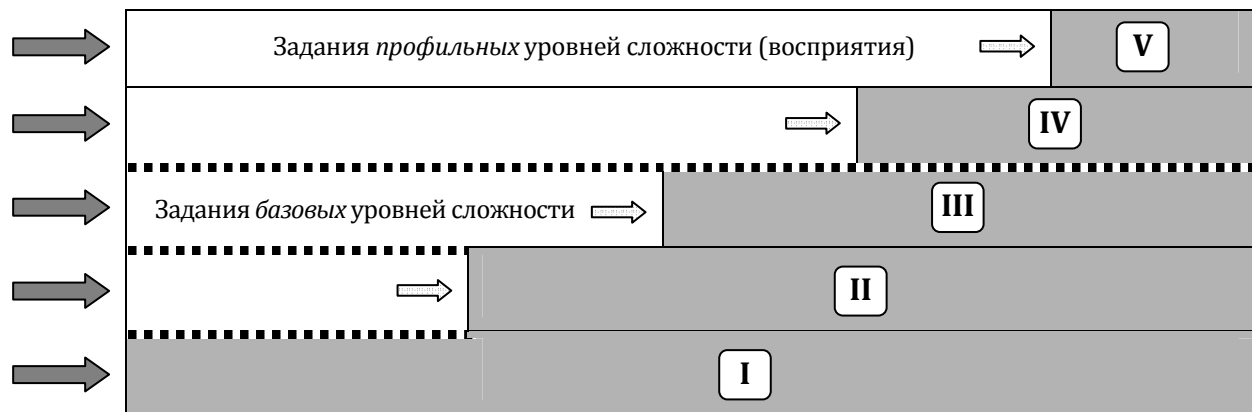 Задания профильных уровней сложности (восприятия)
V
IV
Задания базовых уровней сложности
III
II
I